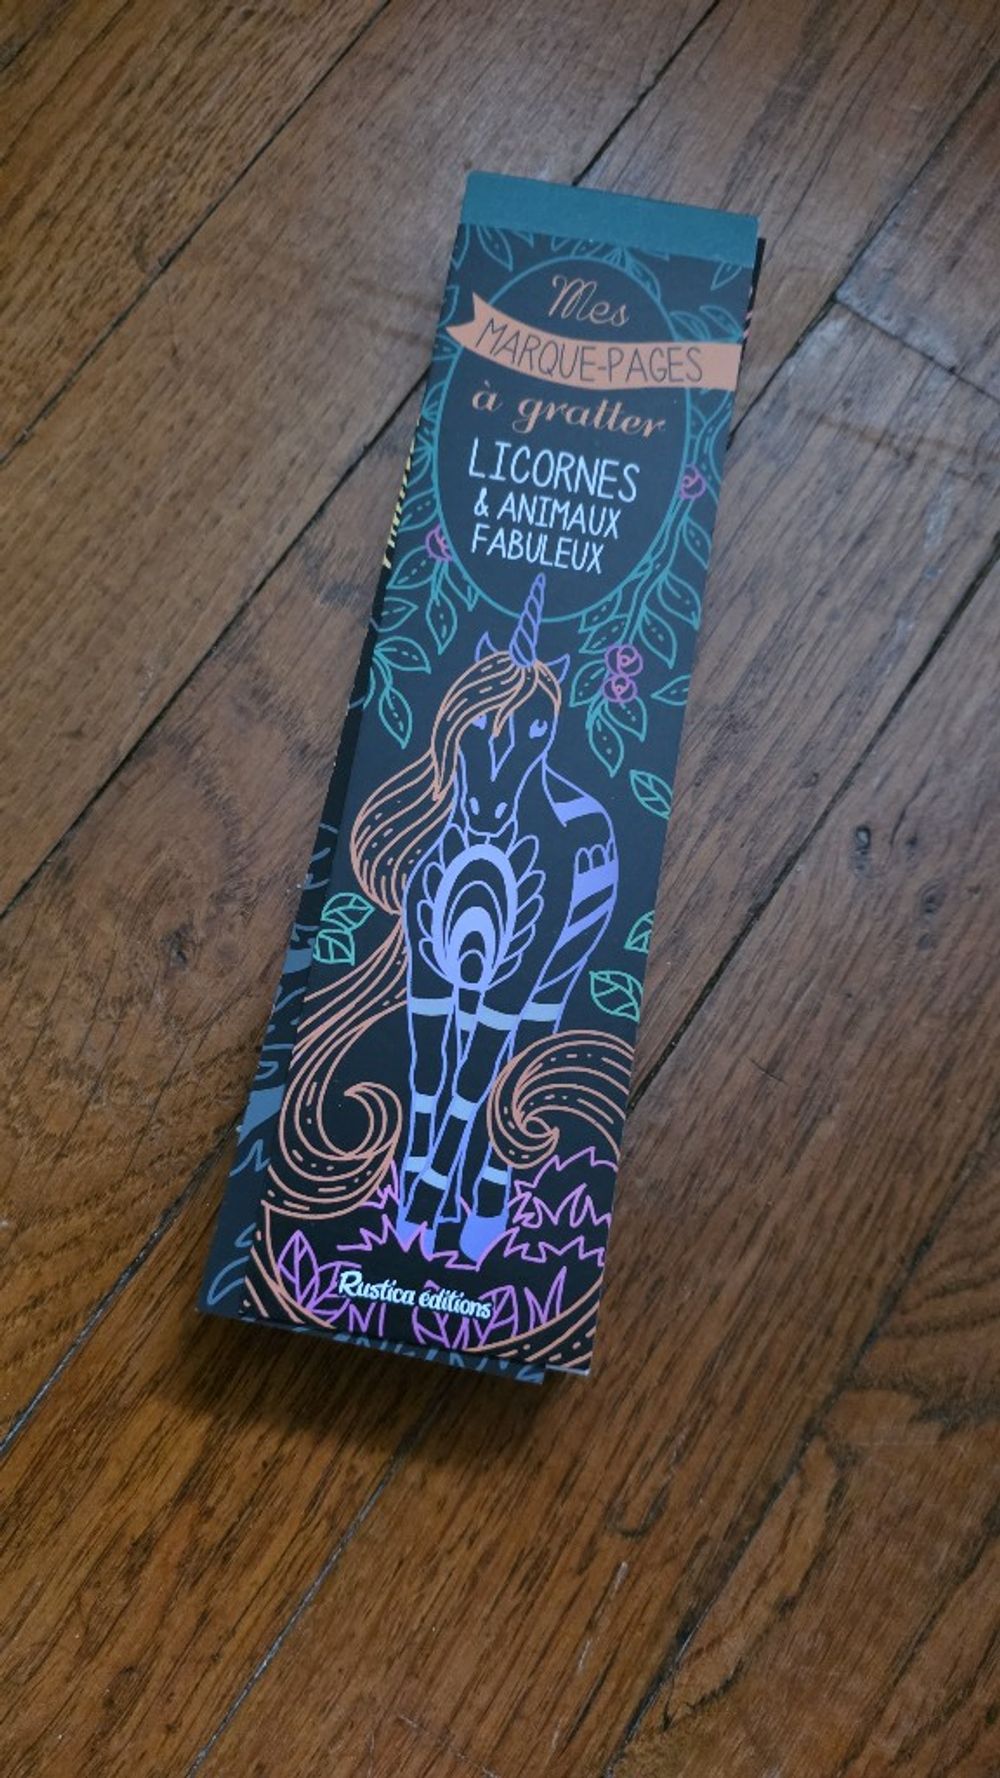 Mes
MARQUE-PAGES
à gratter
LICORNES
& ANIMAUX
FABULEUX
Rustica éditions